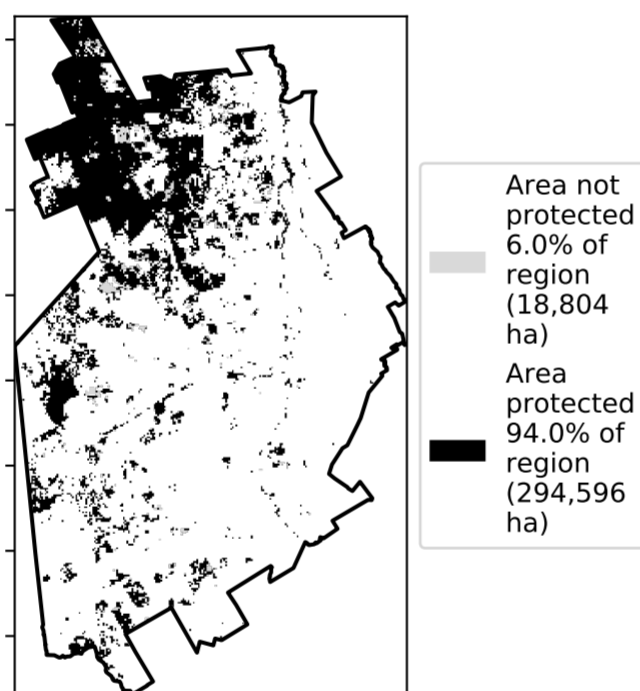 Area not
protected
6.0% of
region
(18,804
ha)
Area
protected
94.0% of
region
(294,596
ha)